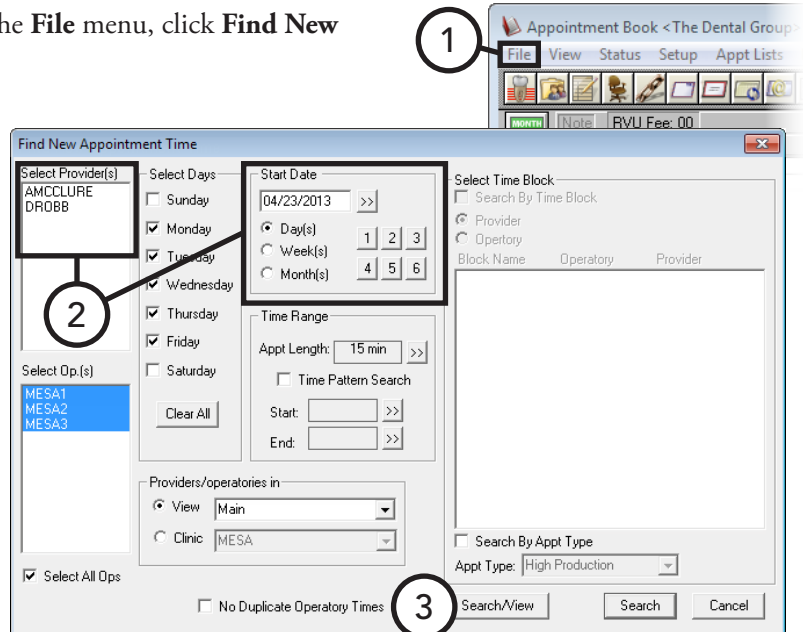 he File menu, click Find New
1
Appointment Book <The Dental Group>
File View Status Setup Appt Lists
MONTH Note RVU Fee: 00
Find New Appointment Time
Select Provider(s)
AMCCLURE
DROBB
2
Select Op.(s)
MESA1
MESA2
MESA3
Select All Ops
Select Days
Sunday
Monday
Tuesday
Wednesday
Thursday
Friday
Saturday
Clear All
Start Date
04/23/2013 >>
Day(s) 1 2 3
Week(s)
Month(s) 4 5 6
Time Range
Appt Length: 15 min >>
Time Pattern Search
Start: >>
End: >>
Providers/operatories in
View Main
Clinic MESA
No Duplicate Operatory Times
Select Time Block
Search By Time Block
Provider
Opertory
Block Name Operatory Provider
Search By Appt Type
Appt Type: High Production
3
Search/View Search Cancel